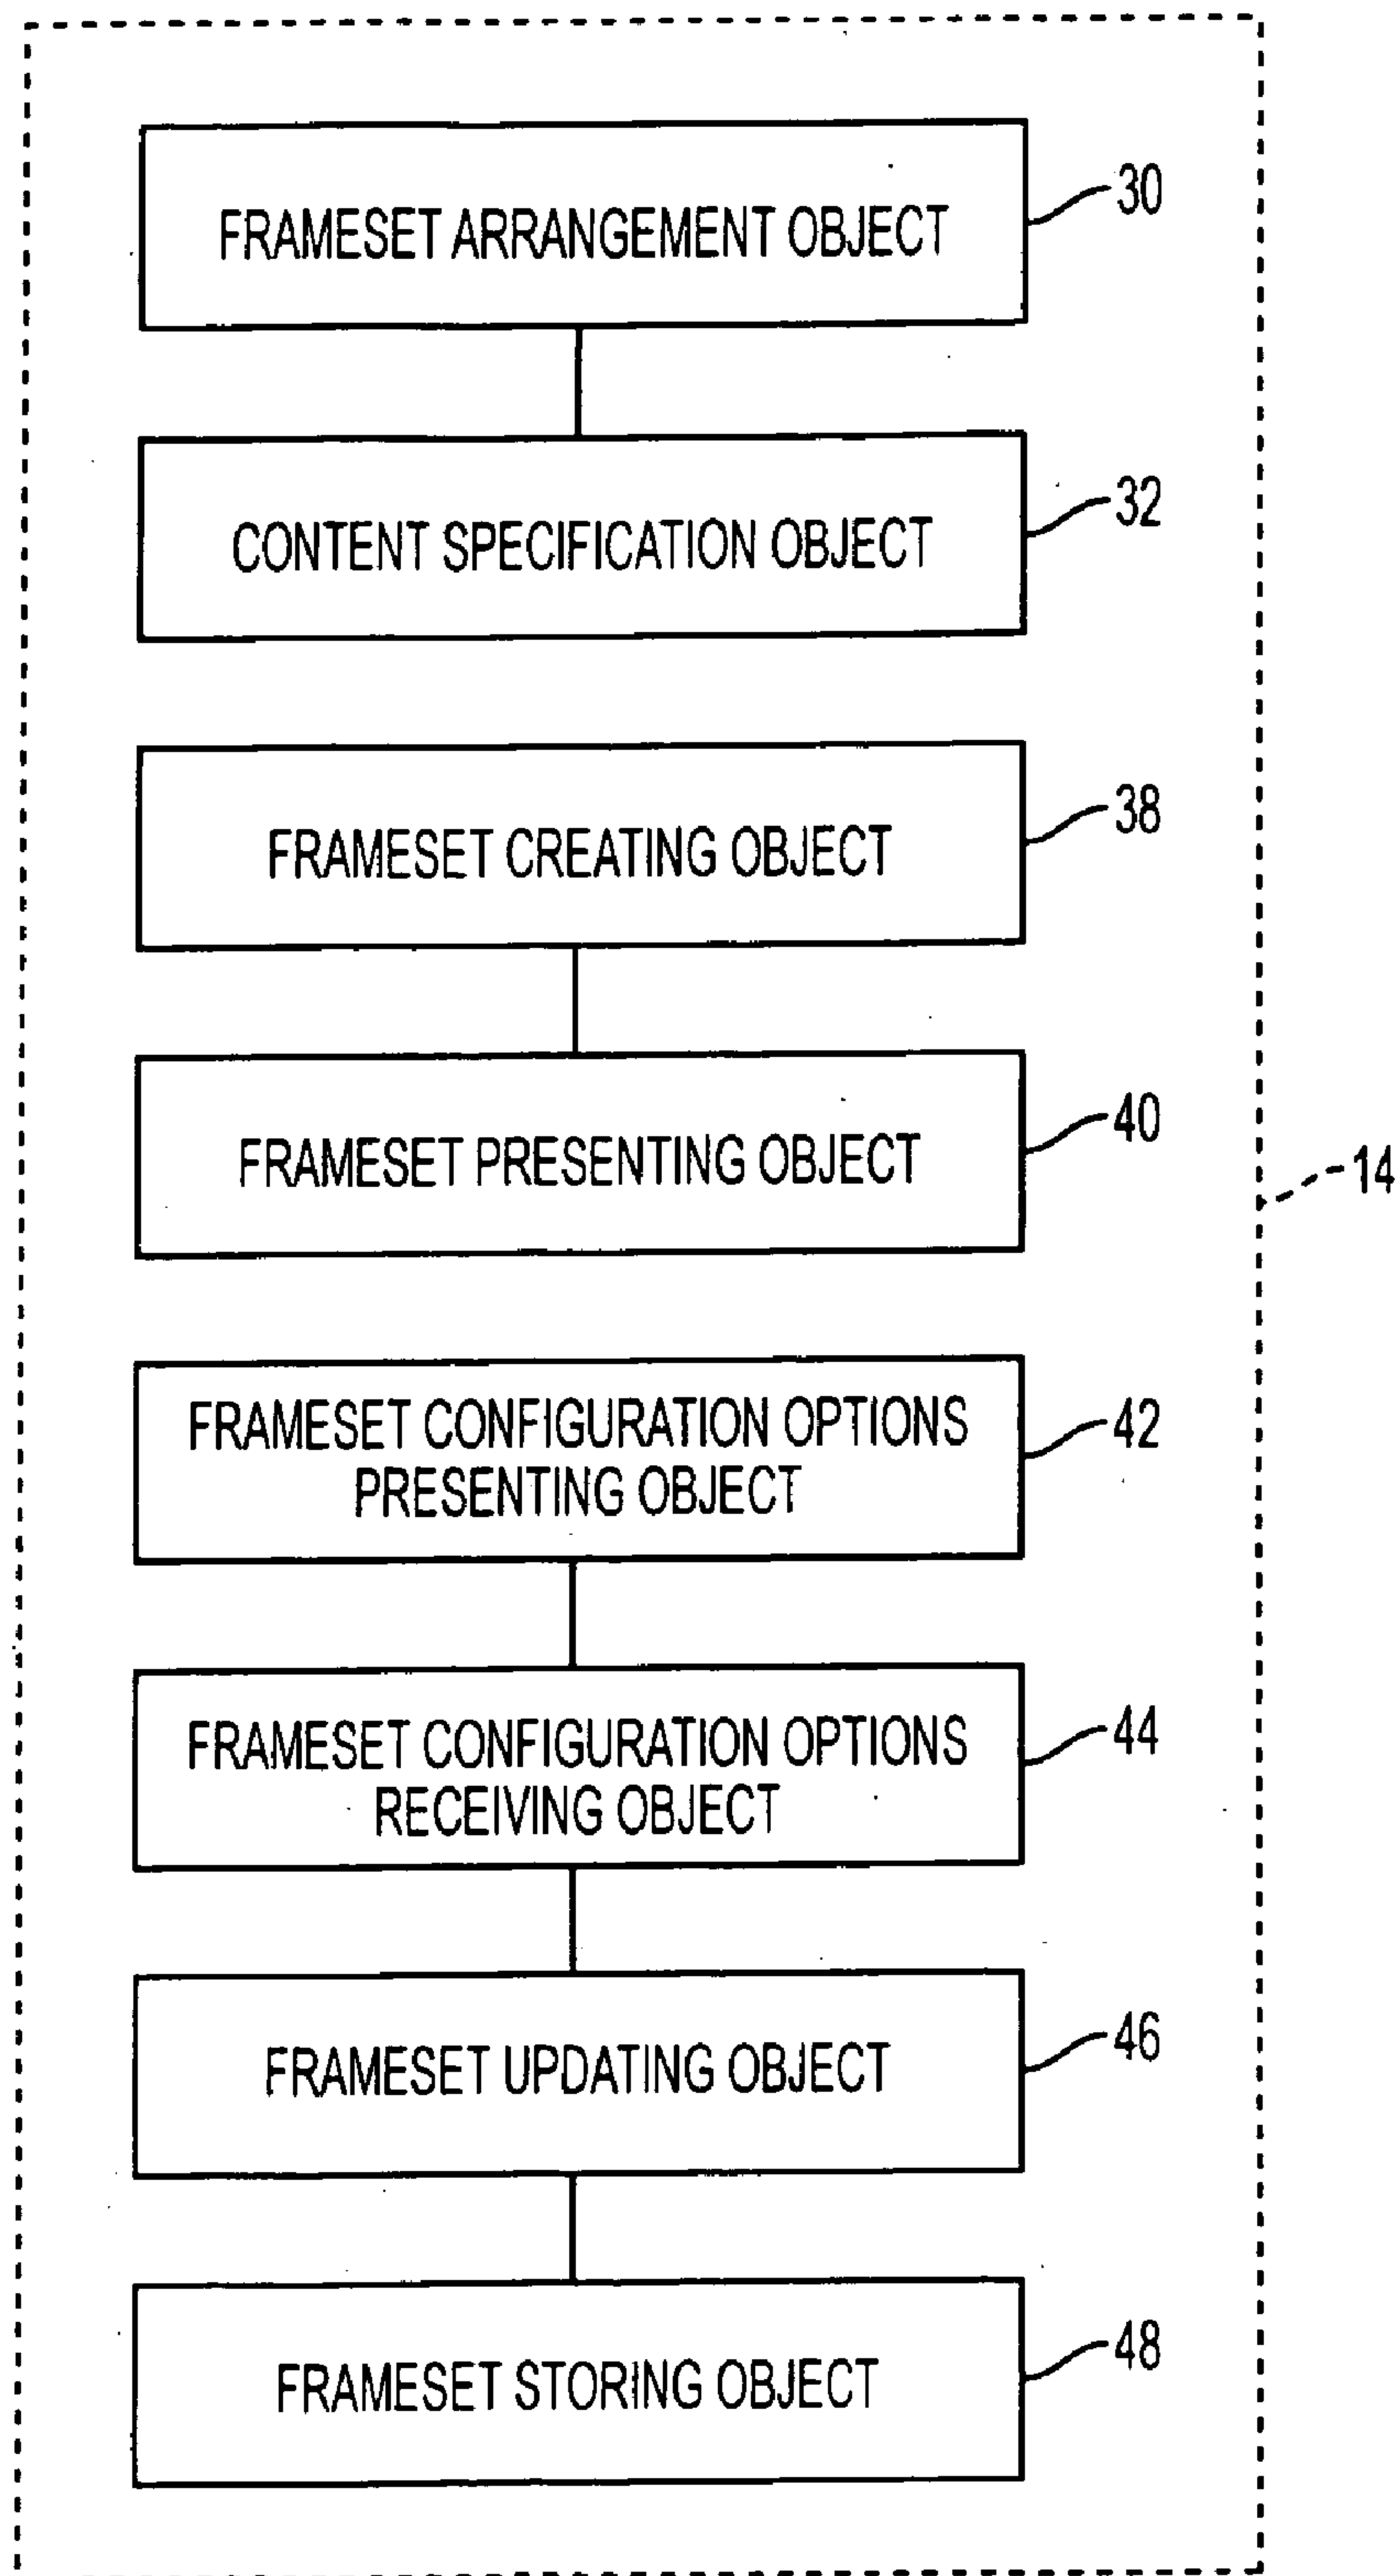 FRAMESET ARRANGEMENT OBJECT
30
CONTENT SPECIFICATION OBJECT
32
FRAMESET CREATING OBJECT
38
FRAMESET PRESENTING OBJECT
40
14
FRAMESET CONFIGURATION OPTIONS
PRESENTING OBJECT
42
FRAMESET CONFIGURATION OPTIONS
RECEIVING OBJECT
44
FRAMESET UPDATING OBJECT
46
FRAMESET STORING OBJECT
48